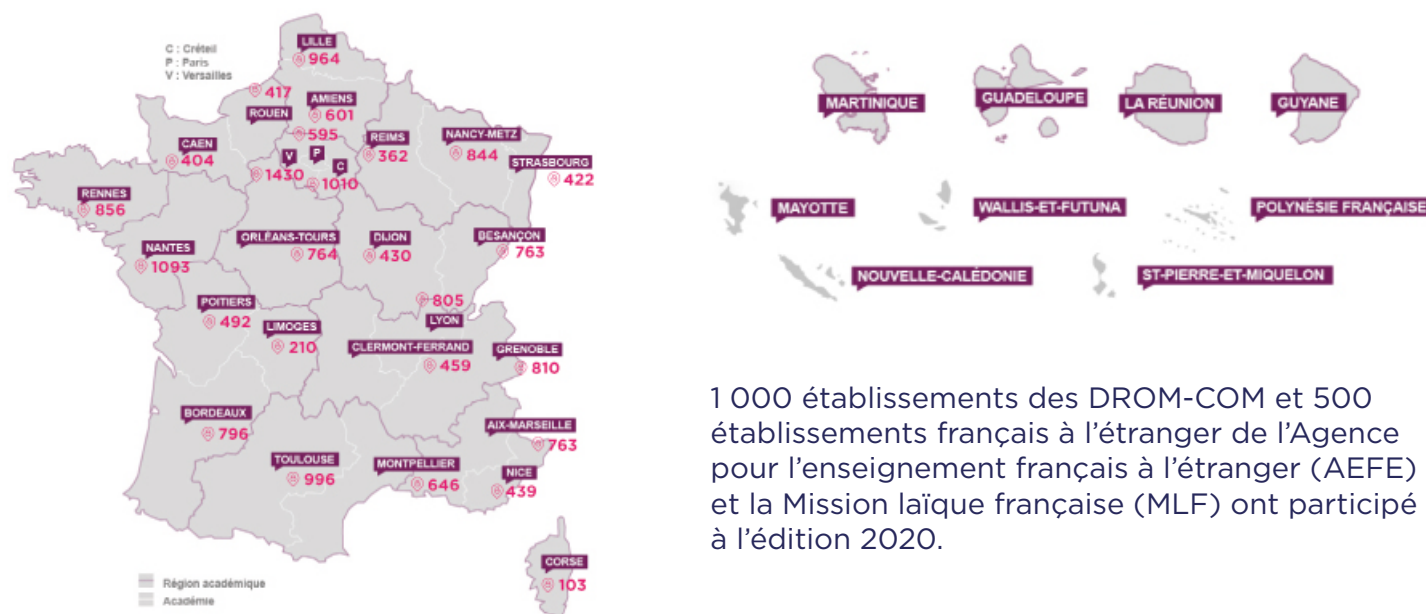 C : Créteil
P : Paris
V : Versailles
LILLE
964
417
ROUEN
AMIENS
601
595
CAEN
404
REIMS
362
NANCY-METZ
844
STRASBOURG
422
V
1430
P
C
1010
RENNES
856
NANTES
1093
ORLÉANS-TOURS
764
DIJON
430
BESANÇON
763
805
LYON
POITIERS
492
LIMOGES
210
CLERMONT-FERRAND
459
GRENOBLE
810
BORDEAUX
796
TOULOUSE
996
MONTPELLIER
646
AIX-MARSEILLE
763
NICE
439
CORSE
103
Région académique
Académie
MARTINIQUE
GUADELOUPE
LA RÉUNION
GUYANE
MAYOTTE
WALLIS-ET-FUTUNA
POLYNÉSIE FRANÇAISE
NOUVELLE-CALÉDONIE
ST-PIERRE-ET-MIQUELON
1 000 établissements des DROM-COM et 500
établissements français à l'étranger de l'Agence
pour l'enseignement français à l'étranger (AEFE)
et la Mission laïque française (MLF) ont participé
à l'édition 2020.